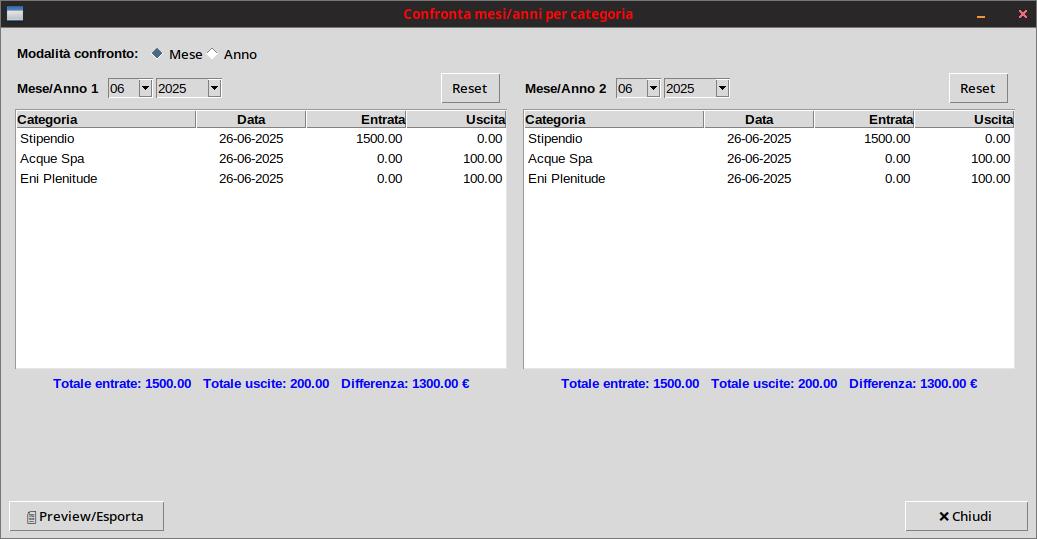 Confronta mesi/anni per categoria
Modalità confronto: Mese Anno
Mese/Anno 1 06 2025 Reset
Categoria Data Entrata Uscita
Stipendio 26-06-2025 1500.00 0.00
Acque Spa 26-06-2025 0.00 100.00
Eni Plenitude 26-06-2025 0.00 100.00
Totale entrate: 1500.00 Totale uscite: 200.00 Differenza: 1300.00 €
Mese/Anno 2 06 2025 Reset
Categoria Data Entrata Uscita
Stipendio 26-06-2025 1500.00 0.00
Acque Spa 26-06-2025 0.00 100.00
Eni Plenitude 26-06-2025 0.00 100.00
Totale entrate: 1500.00 Totale uscite: 200.00 Differenza: 1300.00 €
Preview/Esporta
Chiudi